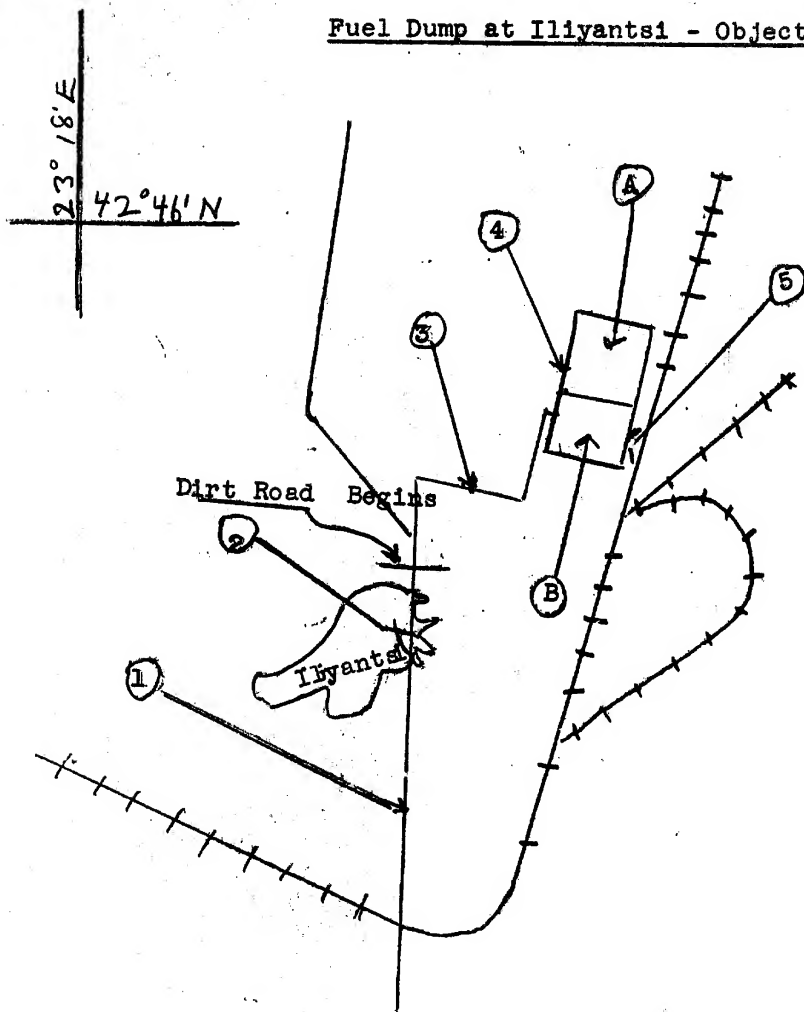 Fuel Dump at Iliyantsi - Object
23° 18' E
42°46' N
A
4
5
3
Dirt Road Begins
2
B
Iliyantsi
1